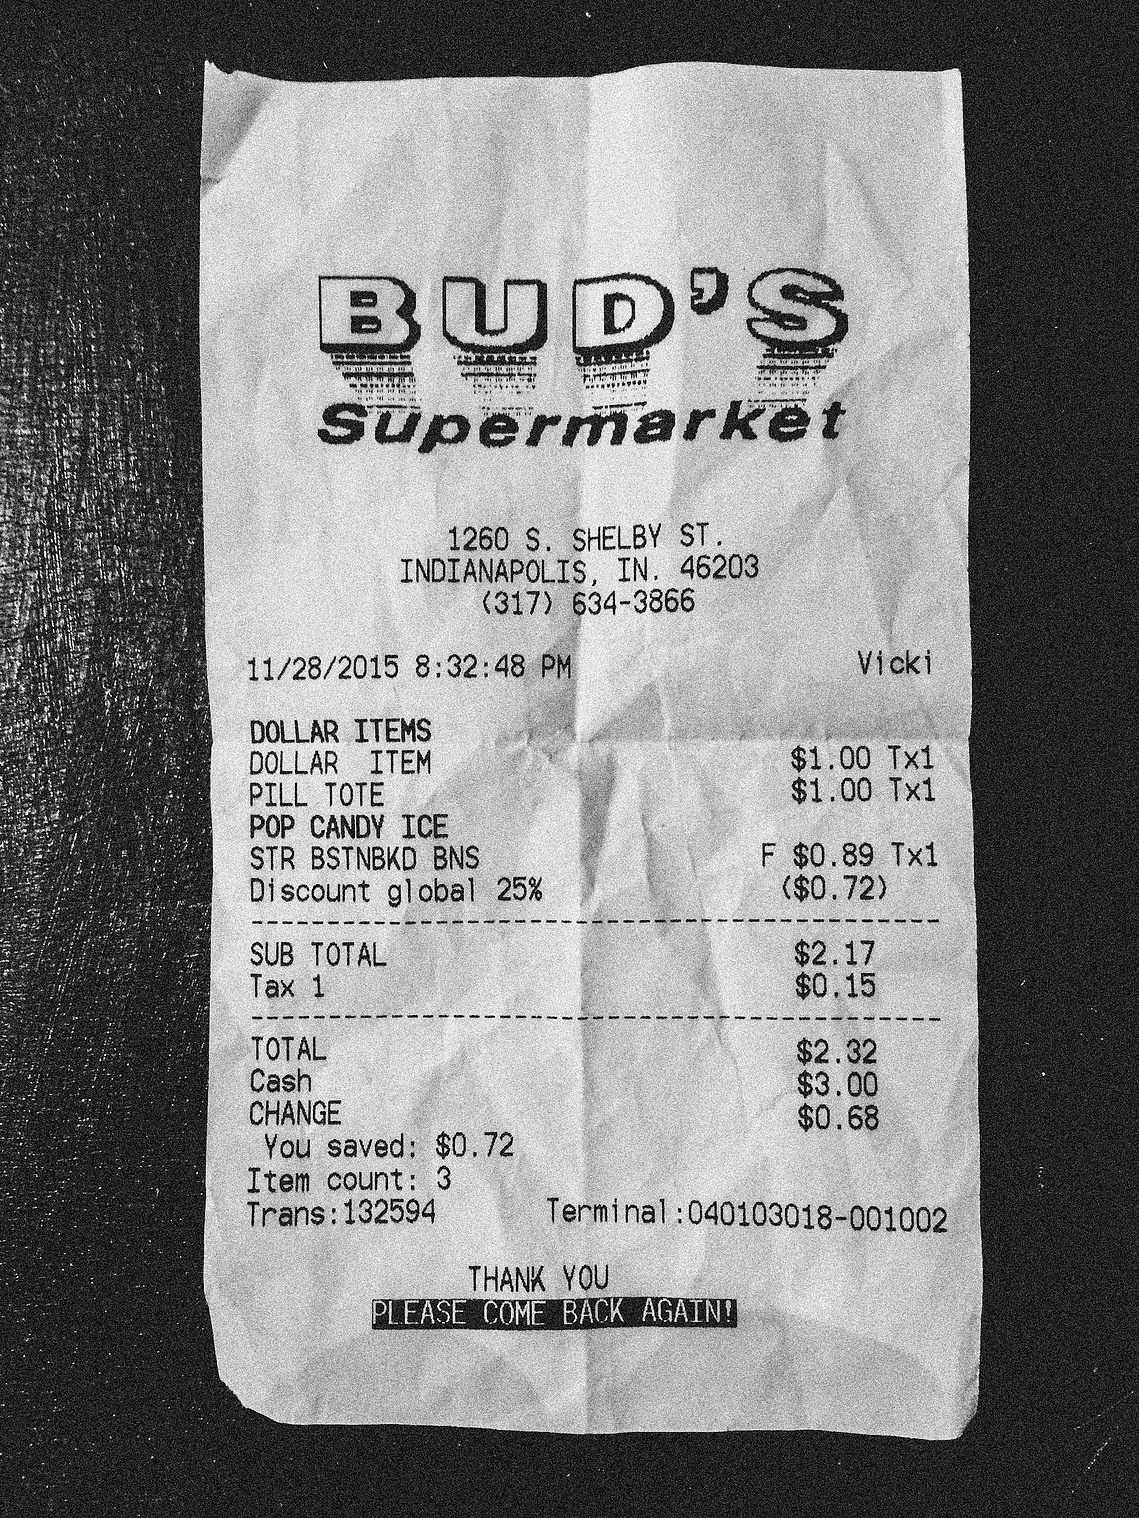 BUD'S
Supermarket
1260 S. SHELBY ST.
INDIANAPOLIS, IN. 46203
(317) 634-3866
11/28/2015 8:32:48 PM Vicki
DOLLAR ITEMS
DOLLAR ITEM $1.00 Tx1
PILL TOTE $1.00 Tx1
POP CANDY ICE
STR BSTNBKD BNS F $0.89 Tx1
Discount global 25% ($0.72)
SUB TOTAL $2.17
Tax 1 $0.15
TOTAL $2.32
Cash $3.00
CHANGE $0.68
You saved: $0.72
Item count: 3
Trans:132594 Terminal:040103018-001002
THANK YOU
PLEASE COME BACK AGAIN!